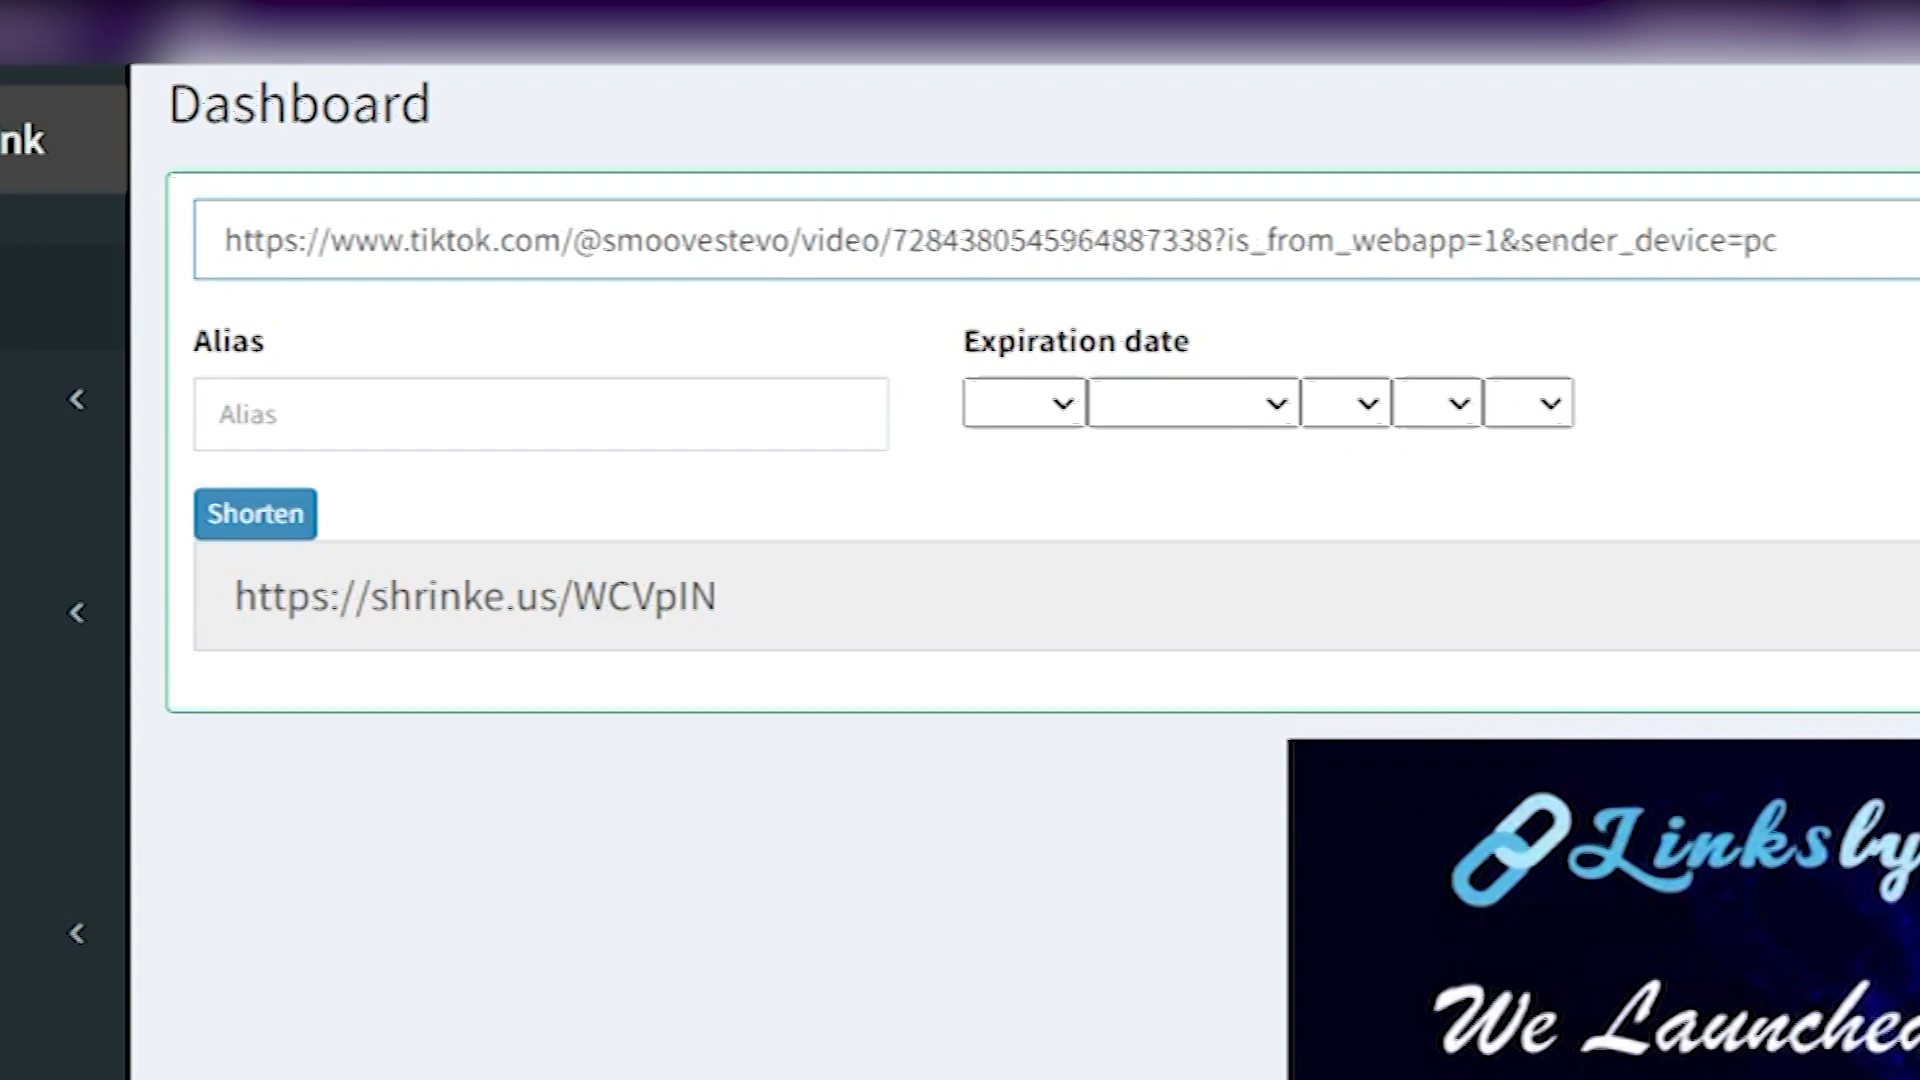 Dashboard
nk
https://www.tiktok.com/@smoovestevo/video/7284380545964887338?is_from_webapp=1&sender_device=pc
Alias
Expiration date
Alias
Shorten
https://shrinke.us/WCVpIN
Linksly
We Launched